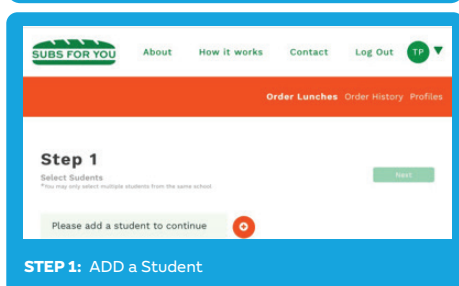 SUBS FOR YOU About How it works Contact Log Out TP
Order Lunches Order History Profiles
Step 1
Select Sudents
*You may only select multiple students from the same school
Next
Please add a student to continue
STEP 1: ADD a Student